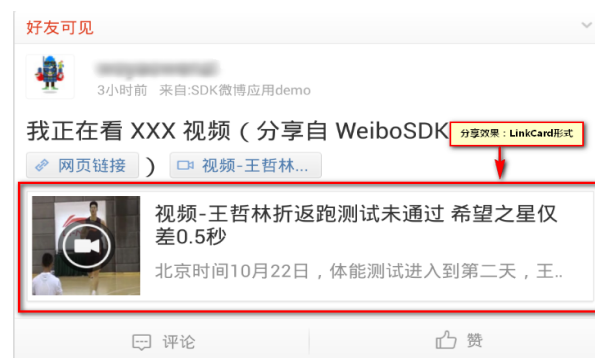 好友可见
3小时前 来自:SDK微博应用demo
我正在看 XXX 视频（分享自 WeiboSDK
分享效果：LinkCard形式
网页链接 ） 视频-王哲林...
视频-王哲林折返跑测试未通过 希望之星仅
差0.5秒
北京时间10月22日，体能测试进入到第二天，王..
评论 赞